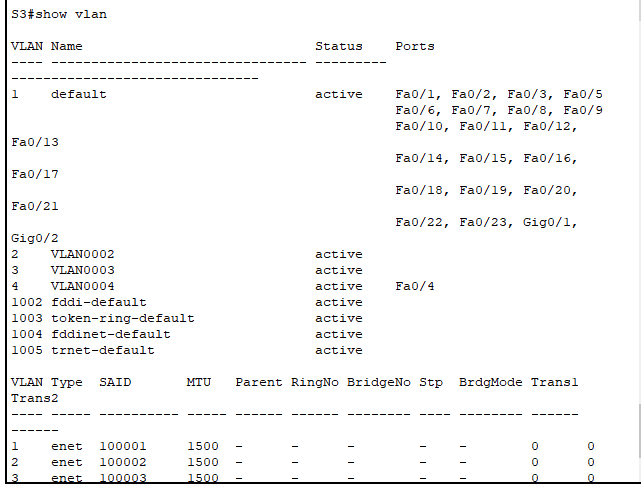 S3#show vlan
VLAN Name                             Status    Ports
---- -------------------------------- ---------
-------------------------------
1    default                          active    Fa0/1, Fa0/2, Fa0/3, Fa0/5
                                                Fa0/6, Fa0/7, Fa0/8, Fa0/9
                                                Fa0/10, Fa0/11, Fa0/12,
Fa0/13
                                                Fa0/14, Fa0/15, Fa0/16,
Fa0/17
                                                Fa0/18, Fa0/19, Fa0/20,
Fa0/21
                                                Fa0/22, Fa0/23, Gig0/1,
Gig0/2
2    VLAN0002                         active
3    VLAN0003                         active
4    VLAN0004                         active    Fa0/4
1002 fddi-default                     active
1003 token-ring-default               active
1004 fddinet-default                  active
1005 trnet-default                    active
VLAN Type  SAID       MTU   Parent RingNo BridgeNo Stp  BrdgMode Trans1
Trans2
---- ----- ---------- ----- ------ ------ -------- ---- -------- ------
------
1    enet  100001     1500  -      -      -        -    -        0      0
2    enet  100002     1500  -      -      -        -    -        0      0
3    enet  100003     1500  -      -      -        -    -        0      0